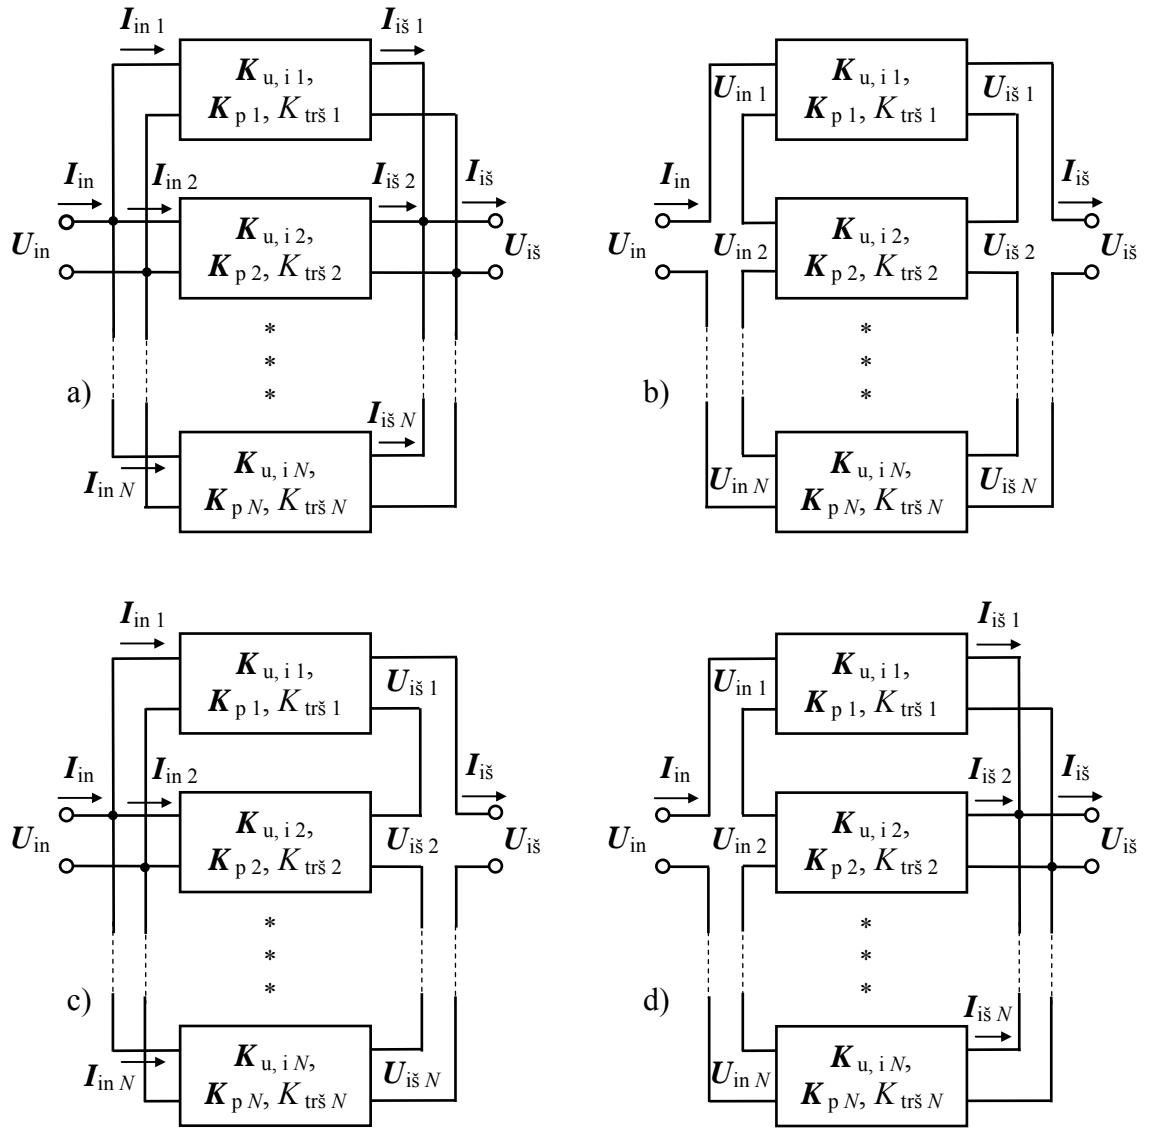 I in 1
I iš 1
K u, i 1,
K p 1, K trš 1
I in
I in 2
I iš 2
I iš
U in
K u, i 2,
K p 2, K trš 2
U iš
*
*
*
a)
I iš N
I in N
K u, i N,
K p N, K trš N
U in 1
K u, i 1,
K p 1, K trš 1
U iš 1
I in
I iš
U in
U in 2
K u, i 2,
K p 2, K trš 2
U iš 2
U iš
*
*
*
b)
U in N
K u, i N,
K p N, K trš N
U iš N
I in 1
K u, i 1,
K p 1, K trš 1
U iš 1
I in
I in 2
I iš
U in
K u, i 2,
K p 2, K trš 2
U iš 2
U iš
*
*
*
c)
I in N
K u, i N,
K p N, K trš N
U iš N
I iš 1
U in 1
K u, i 1,
K p 1, K trš 1
I in
I iš 2
I iš
U in
U in 2
K u, i 2,
K p 2, K trš 2
U iš
*
*
*
d)
I iš N
U in N
K u, i N,
K p N, K trš N